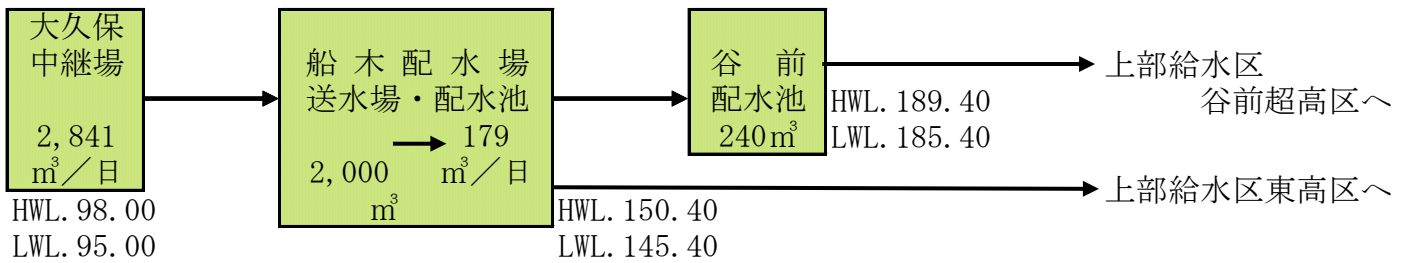 大久保
中継場
2,841
㎥／日
HWL.98.00
LWL.95.00
船木配水場
送水場・配水池
2,000
㎥
179
㎥／日
HWL.150.40
LWL.145.40
谷前
配水池
240㎥
HWL.189.40
LWL.185.40
上部給水区
谷前超高区へ
上部給水区東高区へ